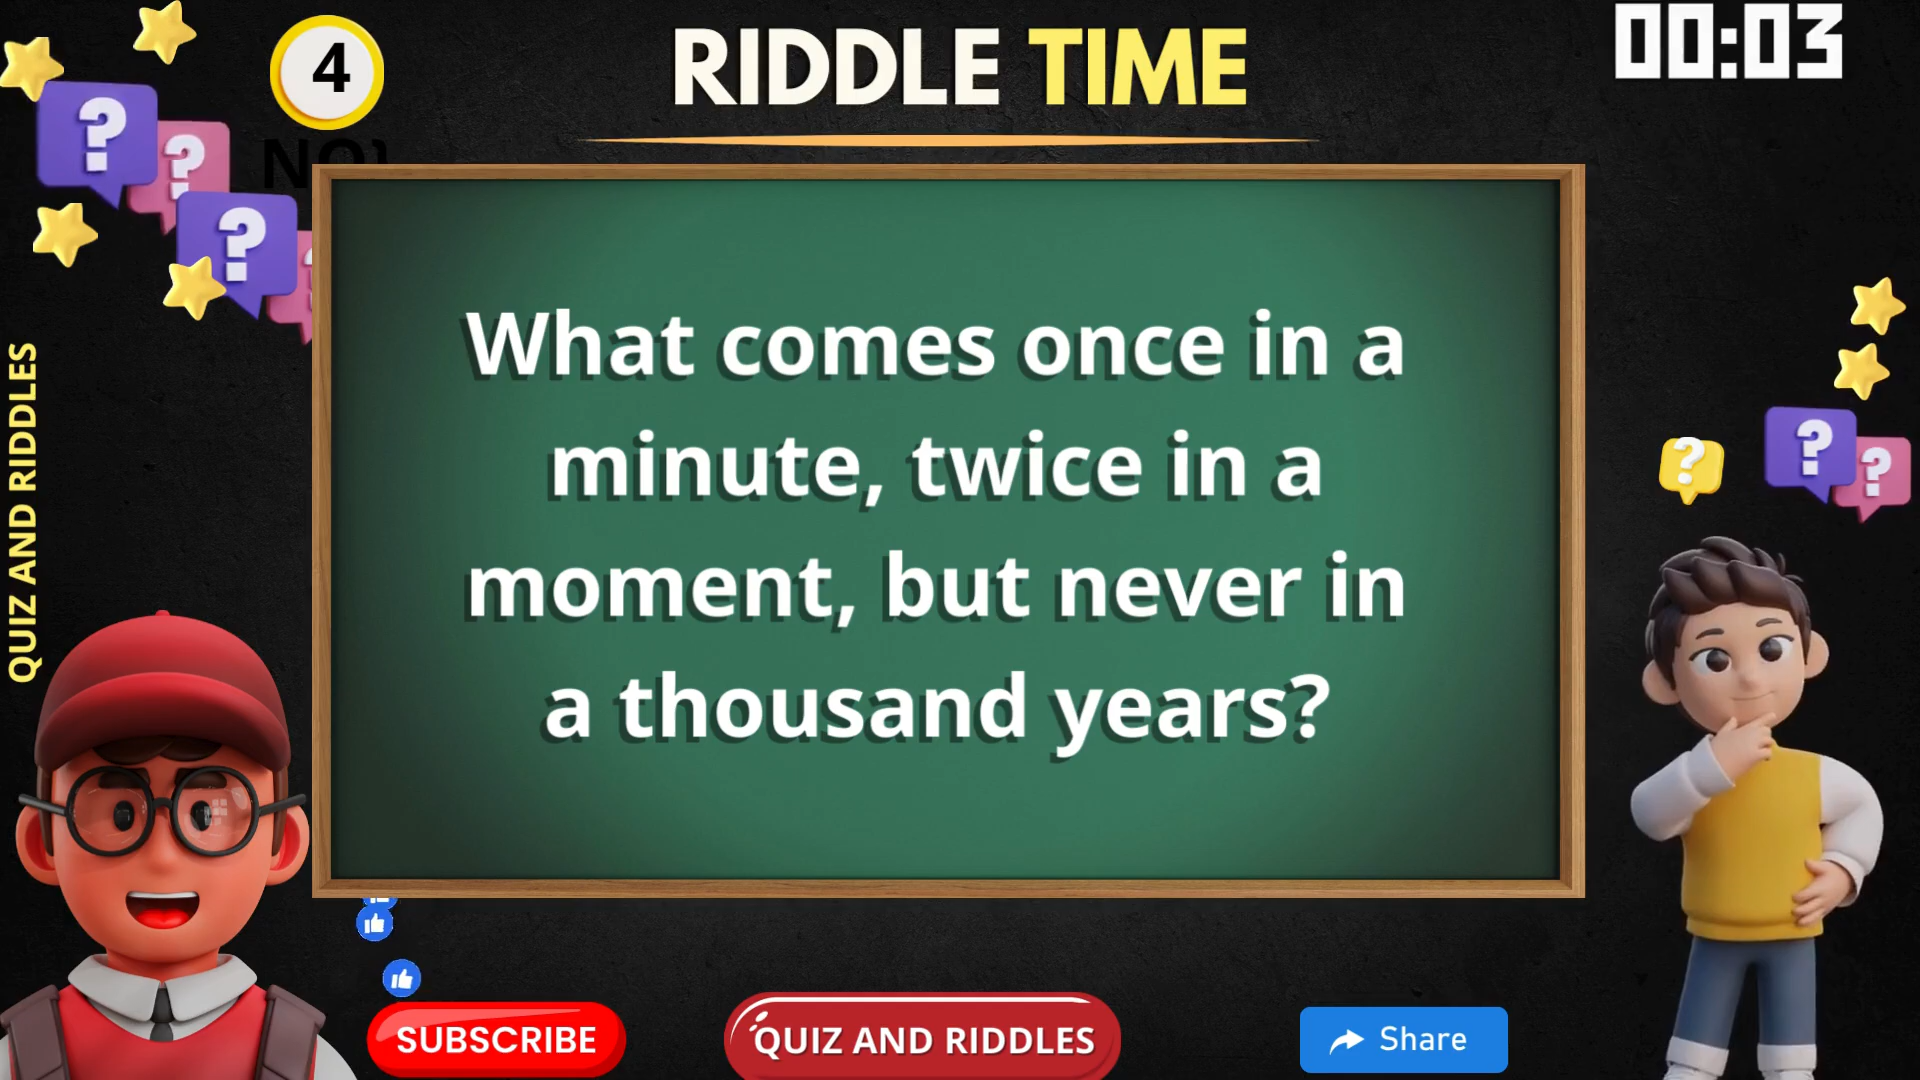 4
RIDDLE TIME
00:03
What comes once in a
minute, twice in a
moment, but never in
a thousand years?
QUIZ AND RIDDLES
SUBSCRIBE
QUIZ AND RIDDLES
Share